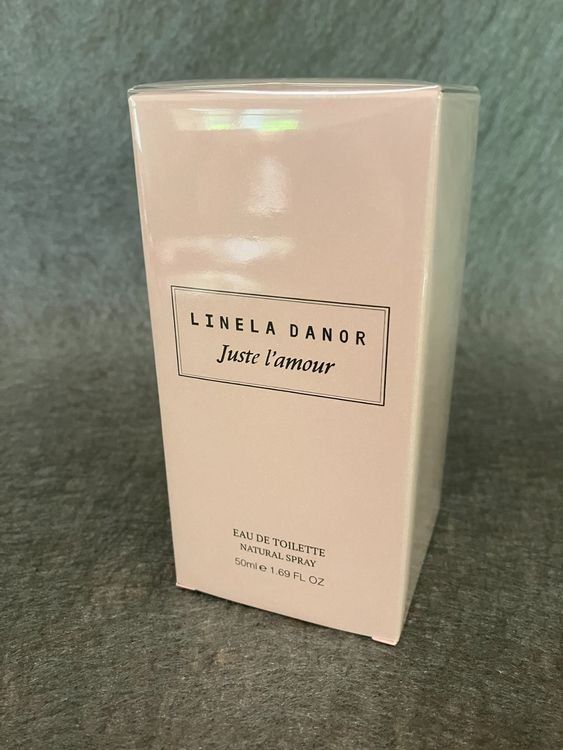 LINELA DANOR
Juste l'amour
EAU DE TOILETTE
NATURAL SPRAY
50ml ℮ 1.69 FL OZ